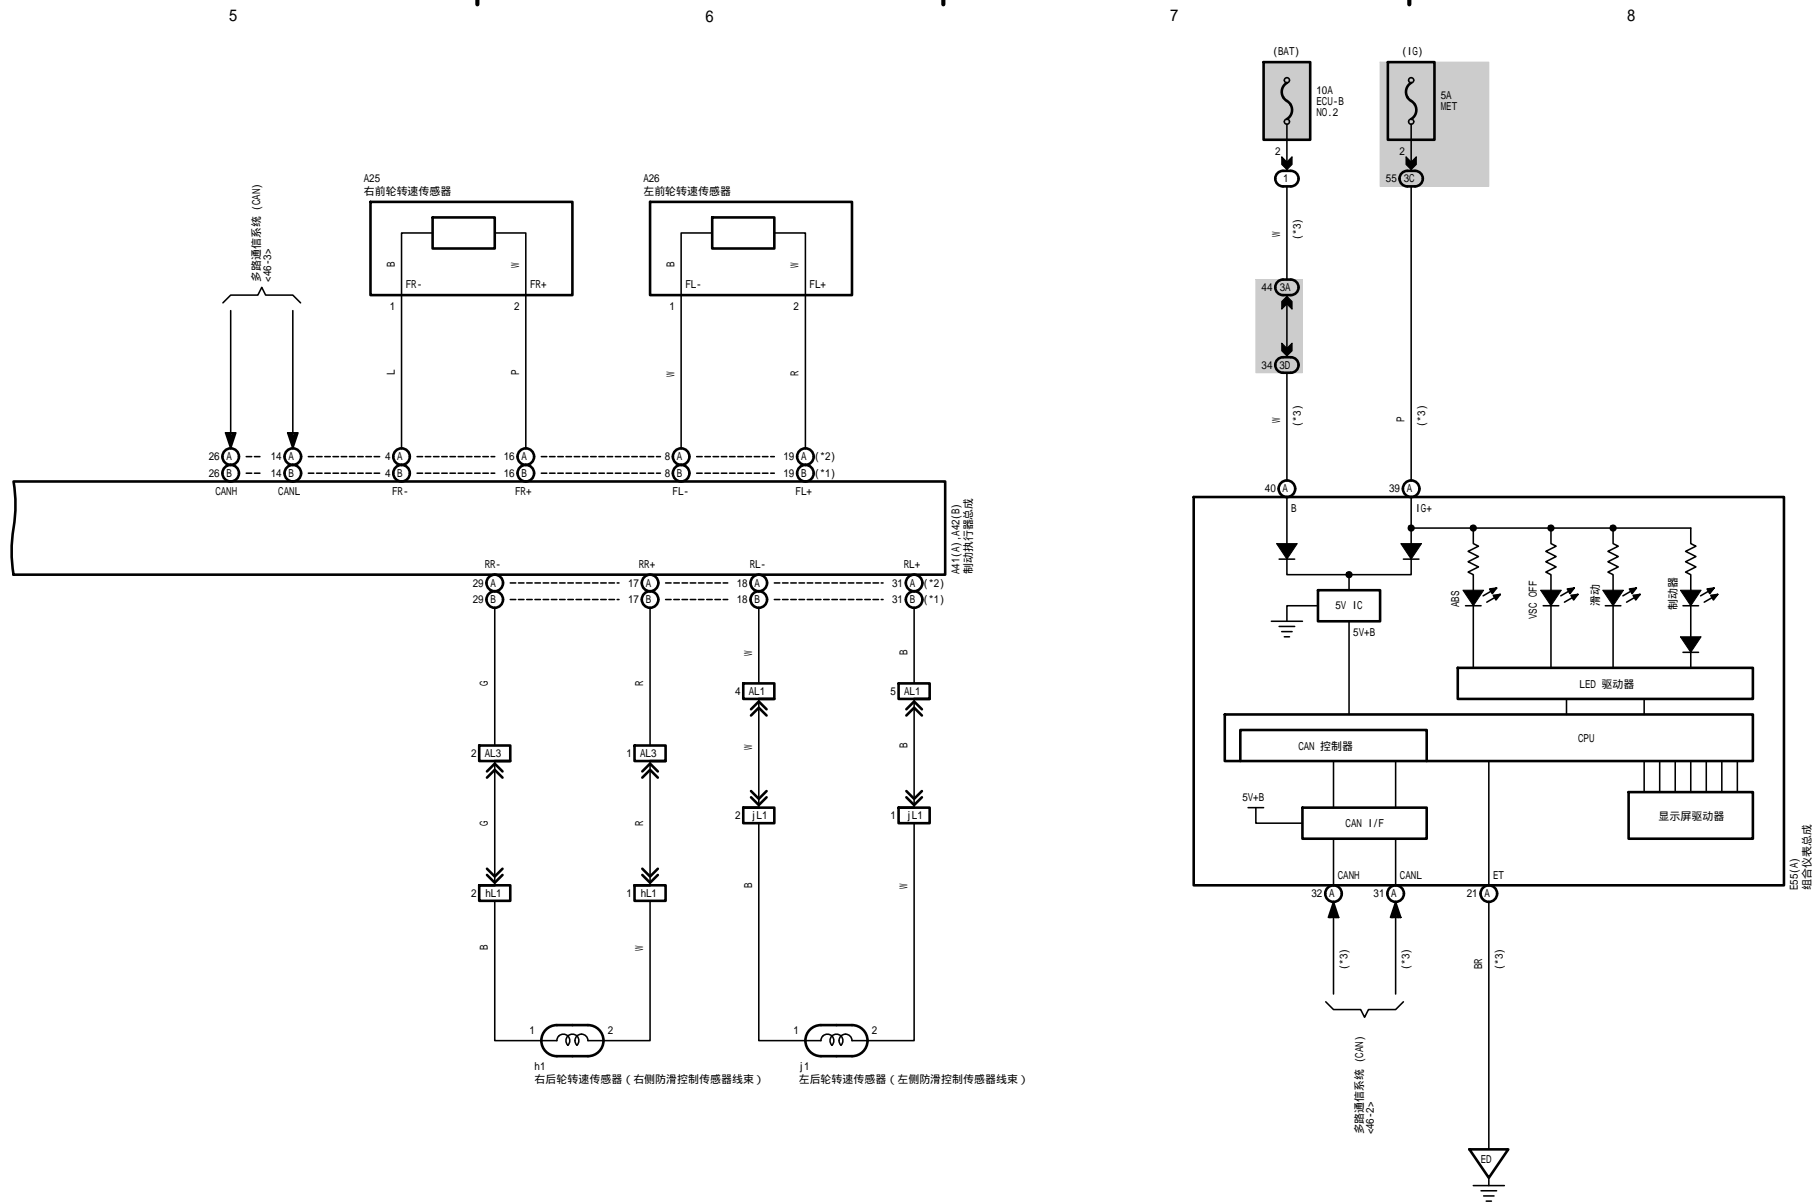 5
6
7
8
(BAT)
10A
ECU-B
NO.2
2
1
(IG)
5A
MET
2
55 3C
W
(*3)
44 3A
34 3D
W
(*3)
P
(*3)
多路通信系统 (CAN)
<46-3>
A25
右前轮转速传感器
B
W
FR-
FR+
1
2
L
P
A26
左前轮转速传感器
B
W
FL-
FL+
1
2
W
R
26 A
14 A
4 A
16 A
8 A
19 A (*2)
26 B
14 B
4 B
16 B
8 B
19 B (*1)
CANH
CANL
FR-
FR+
FL-
FL+
A41(A),A42(B)
制动执行器总成
RR-
RR+
RL-
RL+
29 A
17 A
18 A
31 A (*2)
29 B
17 B
18 B
31 B (*1)
G
R
W
B
4 AL1
5 AL1
W
B
2 AL3
1 AL3
2 jL1
1 jL1
G
R
2 hL1
1 hL1
B
W
B
W
1
2
h1
右后轮转速传感器（右侧防滑控制传感器线束）
1
2
j1
左后轮转速传感器（左侧防滑控制传感器线束）
40 A
39 A
B
IG+
5V IC
5V+B
ABS
VSC OFF
滑动
制动器
LED 驱动器
CPU
CAN 控制器
5V+B
CAN I/F
显示屏驱动器
CANH
CANL
ET
E55(A)
组合仪表总成
32 A
31 A
21 A
(*3)
(*3)
BR
(*3)
多路通信系统 (CAN)
<46-2>
ED